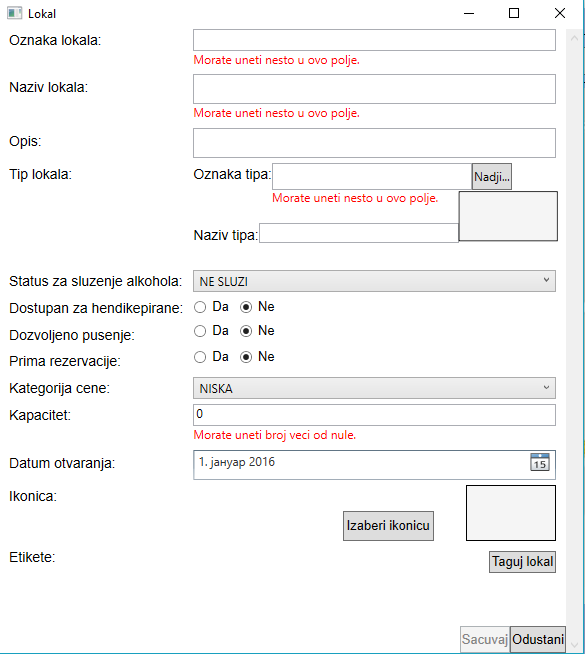 Lokal
Oznaka lokala:
Morate uneti nesto u ovo polje.
Naziv lokala:
Morate uneti nesto u ovo polje.
Opis:
Tip lokala: Oznaka tipa: Nadji...
Morate uneti nesto u ovo polje.
Naziv tipa:
Status za sluzenje alkohola: NE SLUZI
Dostupan za hendikepirane: Da Ne
Dozvoljeno pusenje: Da Ne
Prima rezervacije: Da Ne
Kategorija cene: NISKA
Kapacitet: 0
Morate uneti broj veci od nule.
Datum otvaranja: 1. јануар 2016 15
Ikonica:
Izaberi ikonicu
Etikete: Taguj lokal
Sacuvaj Odustani